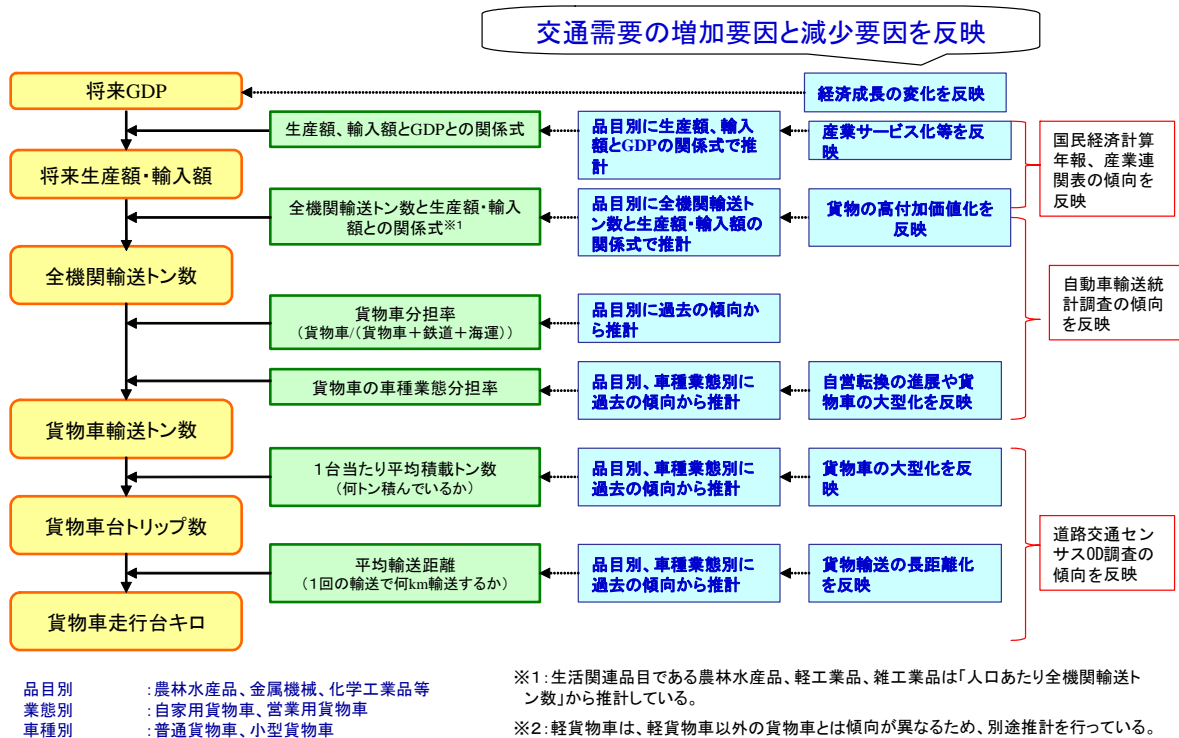 交通需要の増加要因と減少要因を反映
将来GDP
経済成長の変化を反映
生産額、輸入額とGDPとの関係式
品目別に生産額、輸入
額とGDPの関係式で推
計
産業サービス化等を反
映
国民経済計算
年報、産業連
関表の傾向を
反映
将来生産額・輸入額
全機関輸送トン数と生産額・輸入
額との関係式※1
品目別に全機関輸送ト
ン数と生産額・輸入額の
関係式で推計
貨物の高付加価値化を
反映
全機関輸送トン数
自動車輸送統
計調査の傾向
を反映
貨物車分担率
（貨物車/（貨物車＋鉄道＋海運））
品目別に過去の傾向か
ら推計
貨物車の車種業態分担率
品目別、車種業態別に
過去の傾向から推計
自営転換の進展や貨
物車の大型化を反映
貨物車輸送トン数
1台当たり平均積載トン数
（何トン積んでいるか）
品目別、車種業態別に
過去の傾向から推計
貨物車の大型化を反
映
貨物車台トリップ数
道路交通セン
サスOD調査の
傾向を反映
平均輸送距離
（1回の輸送で何km輸送するか）
品目別、車種業態別に
過去の傾向から推計
貨物輸送の長距離化
を反映
貨物車走行台キロ
品目別 ：農林水産品、金属機械、化学工業品等
業態別 ：自家用貨物車、営業用貨物車
車種別 ：普通貨物車、小型貨物車
※1：生活関連品目である農林水産品、軽工業品、雑工業品は「人口あたり全機関輸送ト
ン数」から推計している。
※2：軽貨物車は、軽貨物車以外の貨物車とは傾向が異なるため、別途推計を行っている。